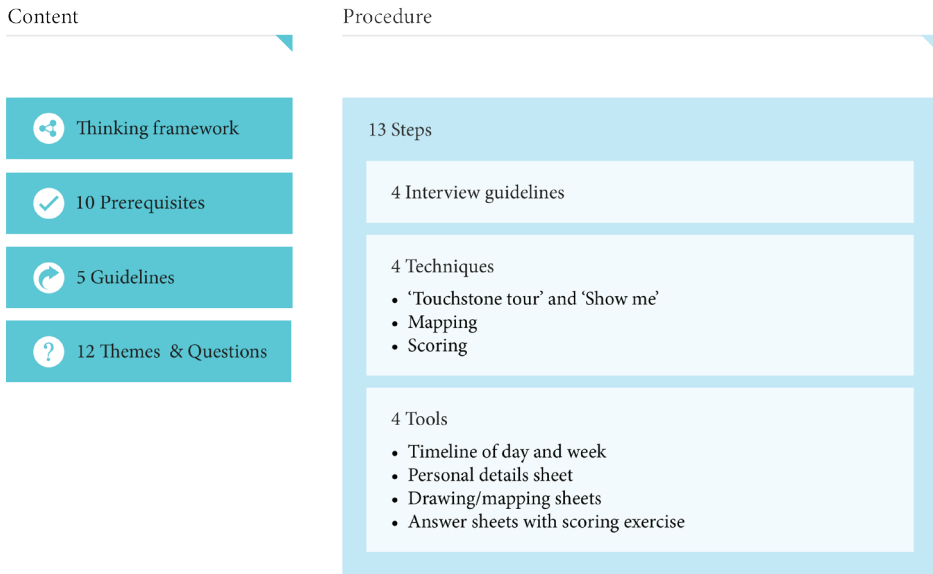 Content
Thinking framework
10 Prerequisites
5 Guidelines
12 Themes & Questions
Procedure
13 Steps
4 Interview guidelines
4 Techniques
• ‘Touchstone tour’ and ‘Show me’
• Mapping
• Scoring
4 Tools
• Timeline of day and week
• Personal details sheet
• Drawing/mapping sheets
• Answer sheets with scoring exercise